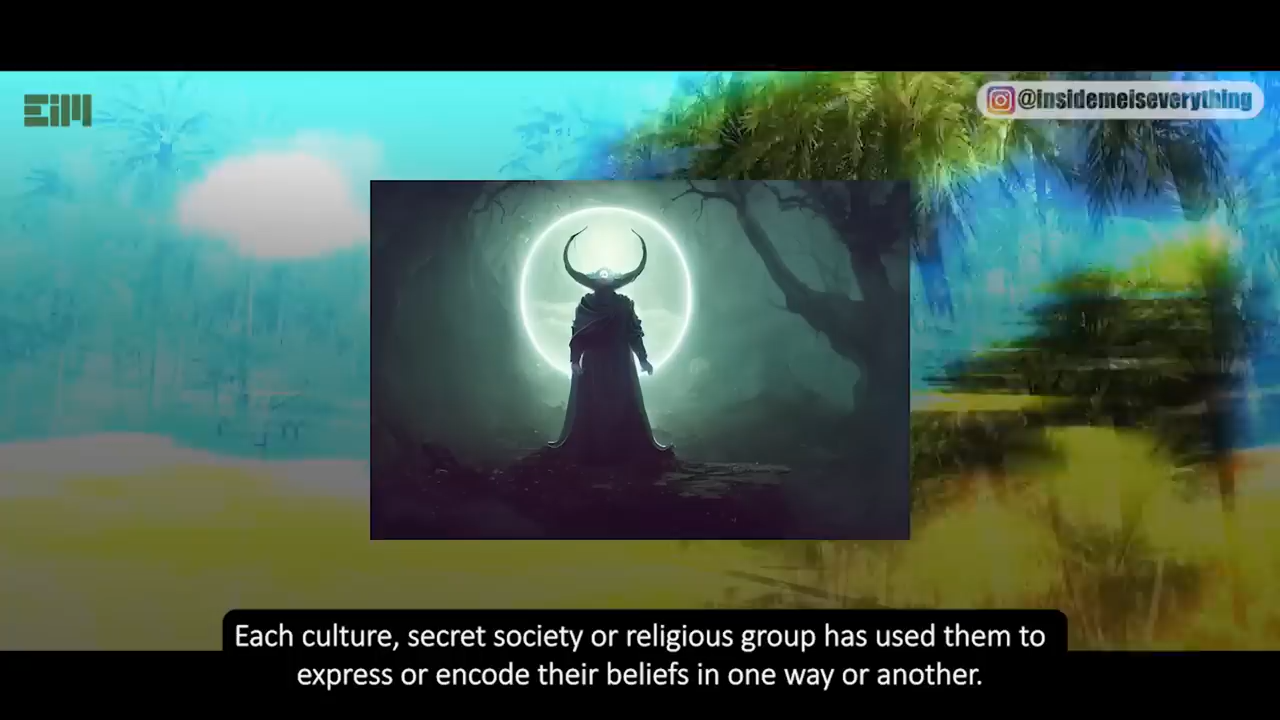 EiM
@insidemeiseverything
Each culture, secret society or religious group has used them to
express or encode their beliefs in one way or another.